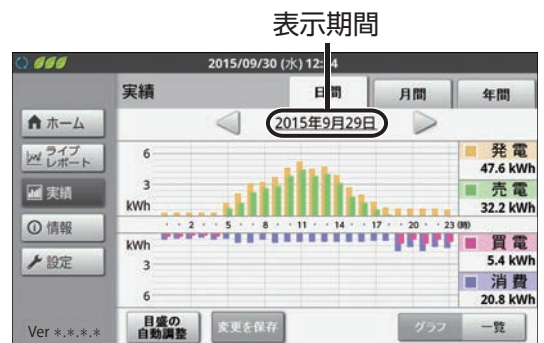 表示期間
2015/09/30 (水) 12: 4
実績
日間
月間
年間
2015年9月29日
ホーム
ライブ
レポート
実績
情報
設定
Ver *.*.*.*
6
3
kWh
・・2・・5・・8・・11・・14・・17・・20・・23 (時)
kWh
3
6
発電
47.6 kWh
売電
32.2 kWh
買電
5.4 kWh
消費
20.8 kWh
目盛の
自動調整
変更を保存
グラフ
一覧